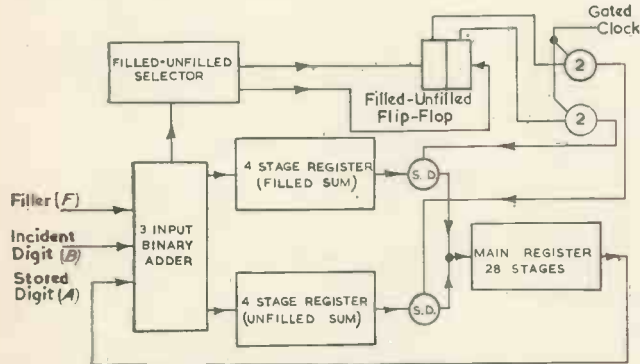 Gated
Clock
FILLED-UNFILLED
SELECTOR
2
Filled-Unfilled
Flip-Flop
2
4 STAGE REGISTER
(FILLED SUM)
S.D.
Filler (F)
3 INPUT
BINARY
ADDER
Incident
Digit (B)
Stored
Digit (A)
MAIN REGISTER
28 STAGES
4 STAGE REGISTER
(UNFILLED SUM)
S.D.